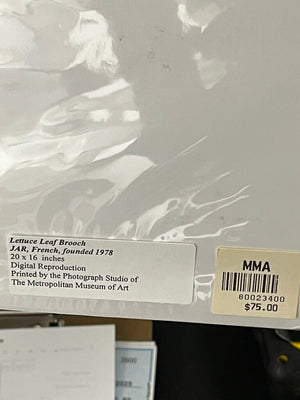 Lettuce Leaf Brooch
JAR, French, founded 1978
20 x 16 inches
Digital Reproduction
Printed by the Photograph Studio of
The Metropolitan Museum of Art
MMA
80023400
$75.00